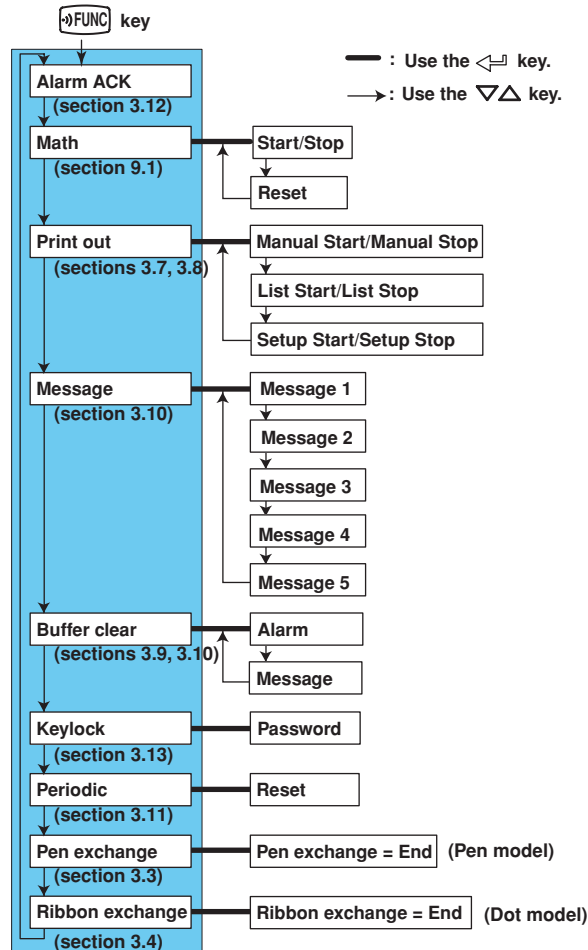 FUNC key
: Use the key.
: Use the ▽△ key.
Alarm ACK
(section 3.12)
Math
(section 9.1)
Start/Stop
Reset
Print out
(sections 3.7, 3.8)
Manual Start/Manual Stop
List Start/List Stop
Setup Start/Setup Stop
Message
(section 3.10)
Message 1
Message 2
Message 3
Message 4
Message 5
Buffer clear
(sections 3.9, 3.10)
Alarm
Message
Keylock
(section 3.13)
Password
Periodic
(section 3.11)
Reset
Pen exchange
(section 3.3)
Pen exchange = End (Pen model)
Ribbon exchange
(section 3.4)
Ribbon exchange = End (Dot model)